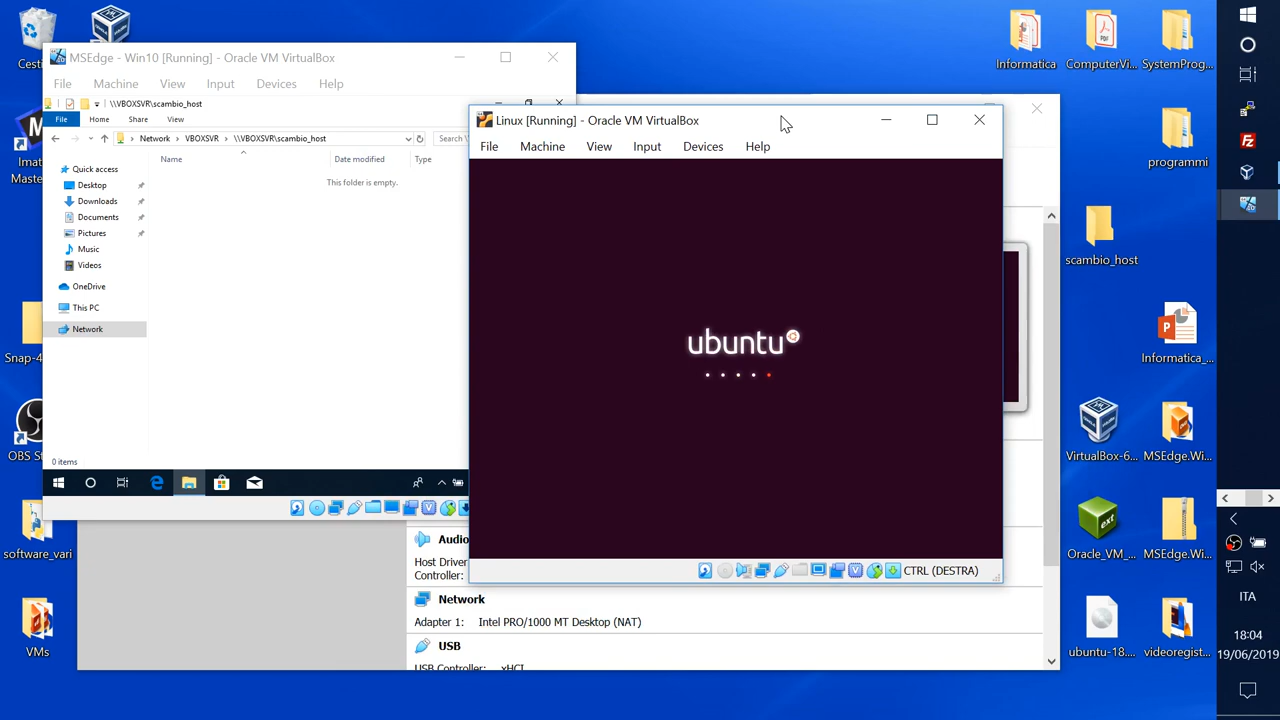 Cesti
Imat
Maste
Snap-4
OBS St
software_vari
VMs
MSEdge - Win10 [Running] - Oracle VM VirtualBox
File Machine View Input Devices Help
\\VBOXSVR\scambio_host
File Home Share View
Network VBOXSVR \\VBOXSVR\scambio_host
Search
Name Date modified Type
This folder is empty.
Quick access
Desktop
Downloads
Documents
Pictures
Music
Videos
OneDrive
This PC
Network
0 items
Linux [Running] - Oracle VM VirtualBox
File Machine View Input Devices Help
ubuntu
CTRL (DESTRA)
Audio
Host Driver
Controller:
Network
Adapter 1: Intel PRO/1000 MT Desktop (NAT)
USB
USB Controller: xHCI
Informatica
ComputerVi...
SystemProg...
programmi
scambio_host
Informatica_...
VirtualBox-6...
MSEdge.Wi...
ext
Oracle_VM_...
MSEdge.Wi...
ubuntu-18....
videoregist...
ITA
18:04
19/06/2019